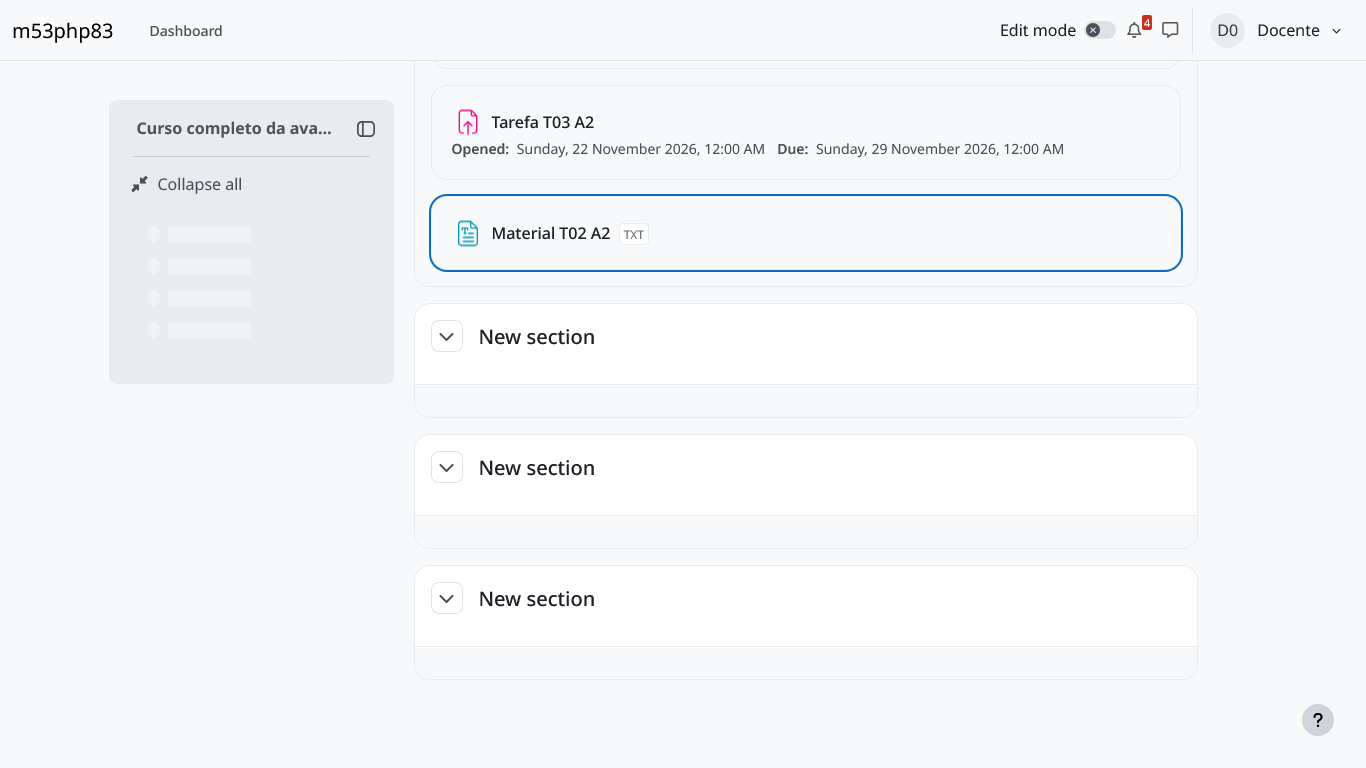 m53php83
Dashboard
Edit mode
4
D0
Docente
Curso completo da ava...
Collapse all
Tarefa T03 A2
Opened: Sunday, 22 November 2026, 12:00 AM Due: Sunday, 29 November 2026, 12:00 AM
Material T02 A2
TXT
New section
New section
New section
?